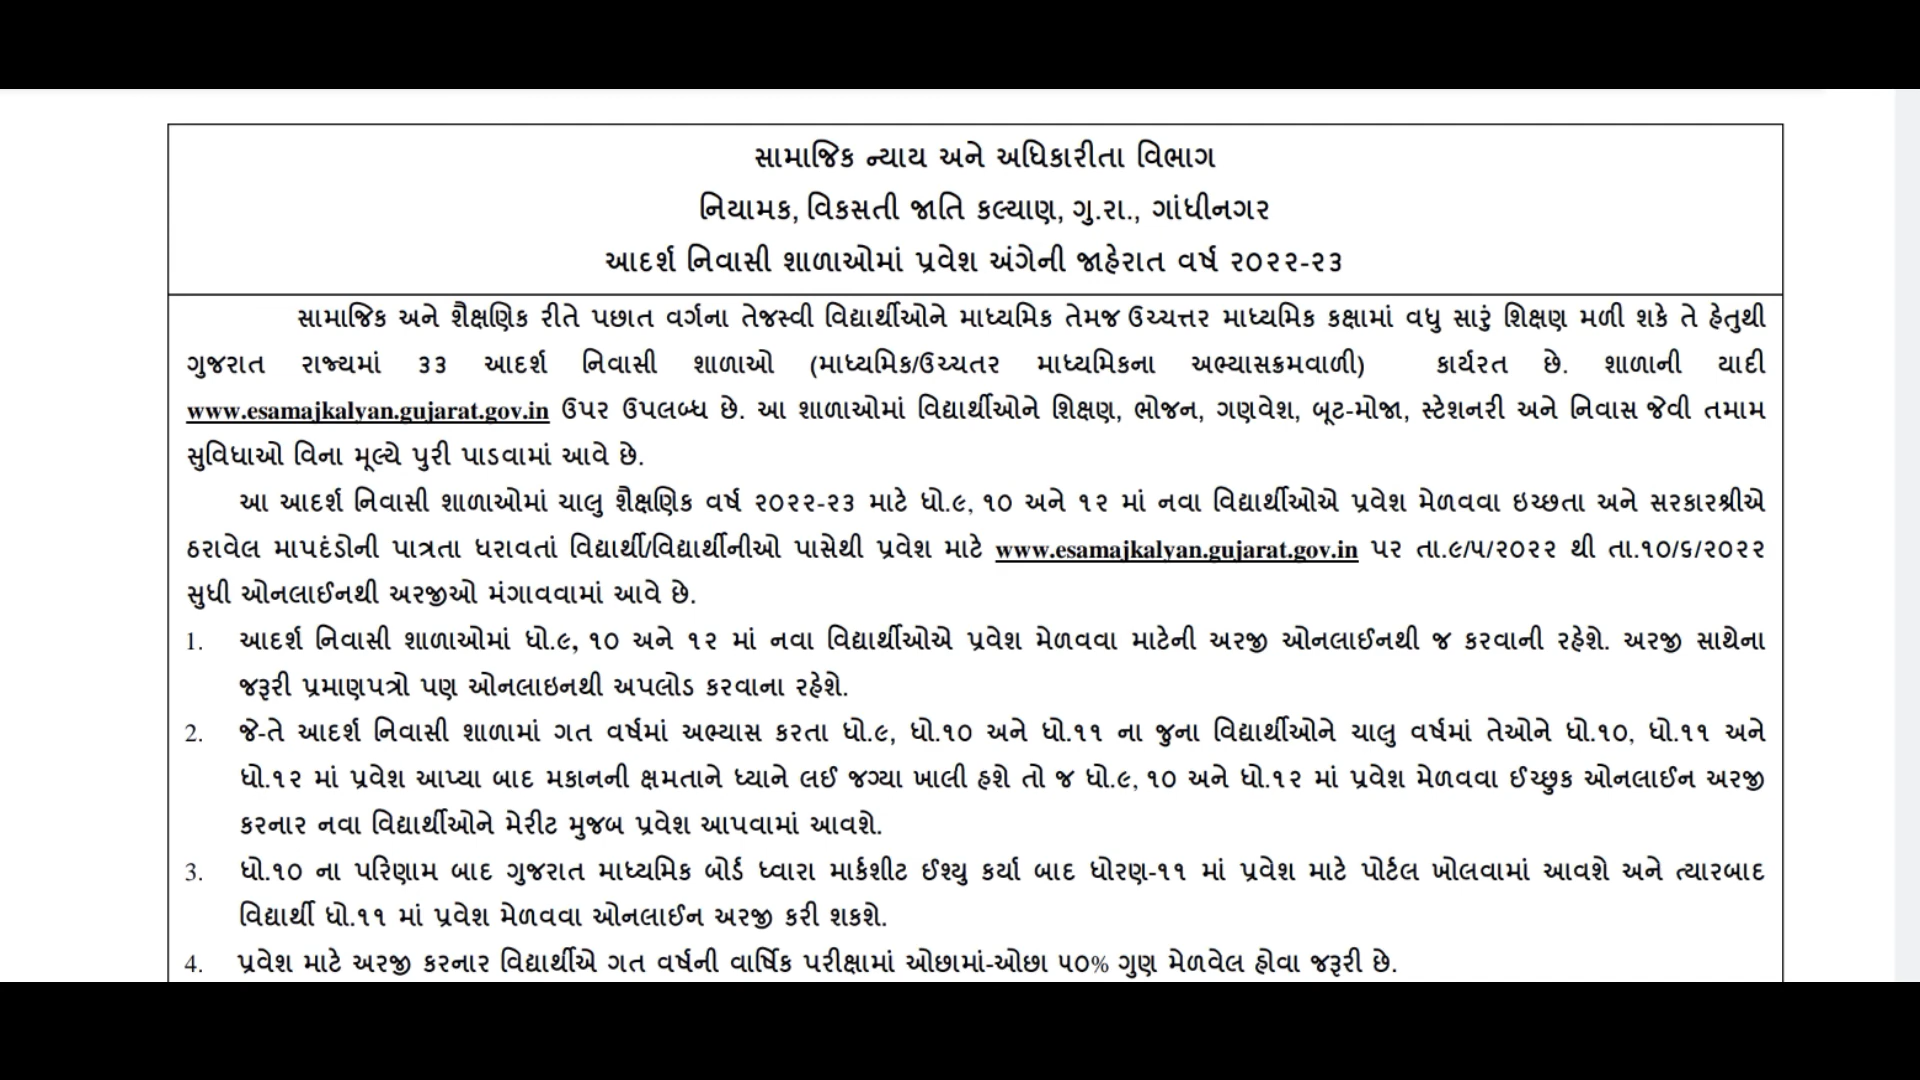 સામાજિક ન્યાય અને અધિકારીતા વિભાગ
નિયામક, વિકસતી જાતિ કલ્યાણ, ગુ.રા., ગાંધીનગર
આદર્શ નિવાસી શાળાઓમાં પ્રવેશ અંગેની જાહેરાત વર્ષ ૨૦૨૨-૨૩
સામાજિક અને શૈક્ષણિક રીતે પછાત વર્ગના તેજસ્વી વિદ્યાર્થીઓને માધ્યમિક તેમજ ઉચ્ચત્તર માધ્યમિક કક્ષામાં વધુ સારું શિક્ષણ મળી શકે તે હેતુથી
ગુજરાત રાજ્યમાં ૩૩ આદર્શ નિવાસી શાળાઓ (માધ્યમિક/ઉચ્ચતર માધ્યમિકના અભ્યાસક્રમવાળી) કાર્યરત છે. શાળાની યાદી
www.esamajkalyan.gujarat.gov.in ઉપર ઉપલબ્ધ છે. આ શાળાઓમાં વિદ્યાર્થીઓને શિક્ષણ, ભોજન, ગણવેશ, બૂટ-મોજા, સ્ટેશનરી અને નિવાસ જેવી તમામ
સુવિધાઓ વિના મૂલ્યે પુરી પાડવામાં આવે છે.
આ આદર્શ નિવાસી શાળાઓમાં ચાલુ શૈક્ષણિક વર્ષ ૨૦૨૨-૨૩ માટે ધો.૯, ૧૦ અને ૧૨ માં નવા વિદ્યાર્થીઓએ પ્રવેશ મેળવવા ઇચ્છતા અને સરકારશ્રીએ
ઠરાવેલ માપદંડોની પાત્રતા ધરાવતાં વિદ્યાર્થી/વિદ્યાર્થીનીઓ પાસેથી પ્રવેશ માટે www.esamajkalyan.gujarat.gov.in પર તા.૯/૫/૨૦૨૨ થી તા.૧૦/૬/૨૦૨૨
સુધી ઓનલાઈનથી અરજીઓ મંગાવવામાં આવે છે.
1. આદર્શ નિવાસી શાળાઓમાં ધો.૯, ૧૦ અને ૧૨ માં નવા વિદ્યાર્થીઓએ પ્રવેશ મેળવવા માટેની અરજી ઓનલાઈનથી જ કરવાની રહેશે. અરજી સાથેના
જરૂરી પ્રમાણપત્રો પણ ઓનલાઇનથી અપલોડ કરવાના રહેશે.
2. જે-તે આદર્શ નિવાસી શાળામાં ગત વર્ષમાં અભ્યાસ કરતા ધો.૯, ધો.૧૦ અને ધો.૧૧ ના જુના વિદ્યાર્થીઓને ચાલુ વર્ષમાં તેઓને ધો.૧૦, ધો.૧૧ અને
ધો.૧૨ માં પ્રવેશ આપ્યા બાદ મકાનની ક્ષમતાને ધ્યાને લઈ જગ્યા ખાલી હશે તો જ ધો.૯, ૧૦ અને ધો.૧૨ માં પ્રવેશ મેળવવા ઈચ્છુક ઓનલાઈન અરજી
કરનાર નવા વિદ્યાર્થીઓને મેરીટ મુજબ પ્રવેશ આપવામાં આવશે.
3. ધો.૧૦ ના પરિણામ બાદ ગુજરાત માધ્યમિક બોર્ડ ધ્વારા માર્કશીટ ઈશ્યુ કર્યા બાદ ધોરણ-૧૧ માં પ્રવેશ માટે પોર્ટલ ખોલવામાં આવશે અને ત્યારબાદ
વિદ્યાર્થી ધો.૧૧ માં પ્રવેશ મેળવવા ઓનલાઈન અરજી કરી શકશે.
4. પ્રવેશ માટે અરજી કરનાર વિદ્યાર્થીએ ગત વર્ષની વાર્ષિક પરીક્ષામાં ઓછામાં-ઓછા ૫૦% ગુણ મેળવેલ હોવા જરૂરી છે.